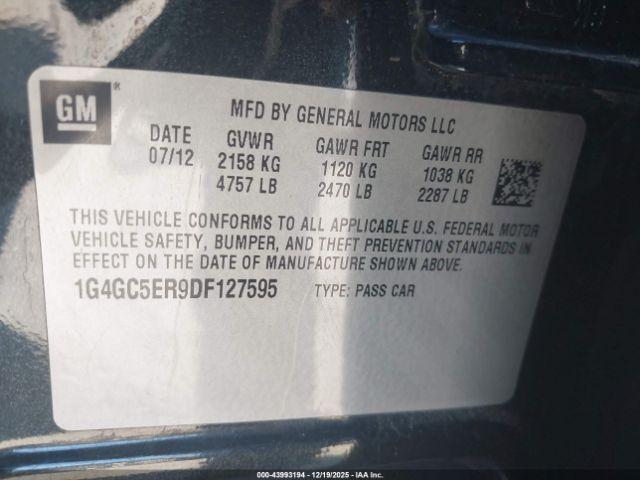 GM®
MFD BY GENERAL MOTORS LLC
DATE GVWR GAWR FRT GAWR RR
07/12 2158 KG 1120 KG 1038 KG
4757 LB 2470 LB 2287 LB
THIS VEHICLE CONFORMS TO ALL APPLICABLE U.S. FEDERAL MOTOR
VEHICLE SAFETY, BUMPER, AND THEFT PREVENTION STANDARDS IN
EFFECT ON THE DATE OF MANUFACTURE SHOWN ABOVE.
1G4GC5ER9DF127595 TYPE: PASS CAR
000-43993194 - 12/19/2025 - IAA Inc.